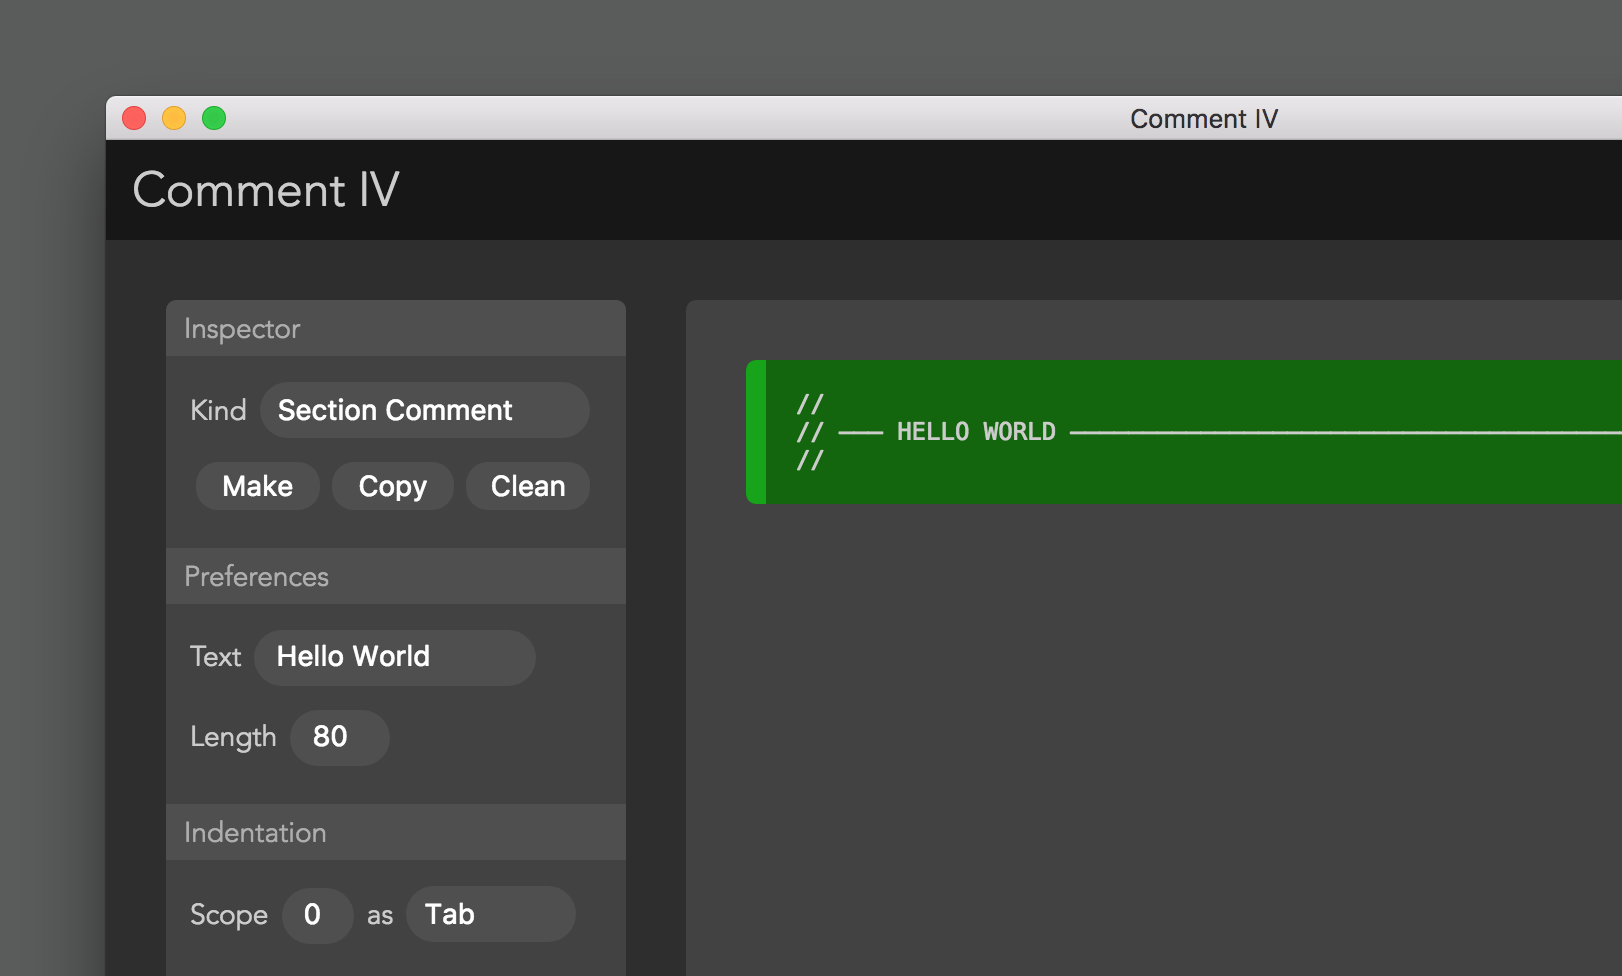 Comment IV
Comment IV
Inspector
Kind Section Comment
Make Copy Clean
Preferences
Text Hello World
Length 80
Indentation
Scope 0 as Tab
//
// ─── HELLO WORLD ──────────────────────────────────────
//